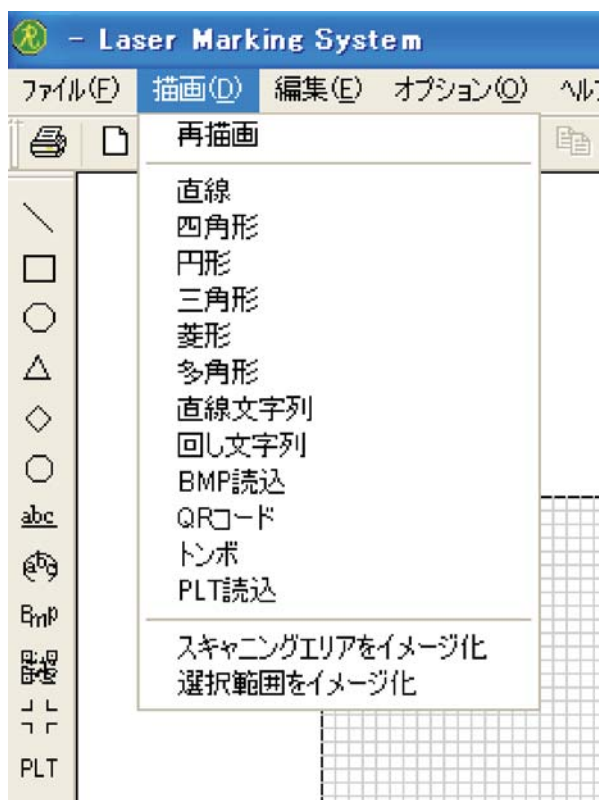 - Laser Marking System
ファイル(F) 描画(D) 編集(E) オプション(O)
再描画
直線
四角形
円形
三角形
菱形
多角形
直線文字列
回し文字列
BMP読込
QRコード
トンボ
PLT読込
スキャニングエリアをイメージ化
選択範囲をイメージ化
abc
abg
Bmp
PLT